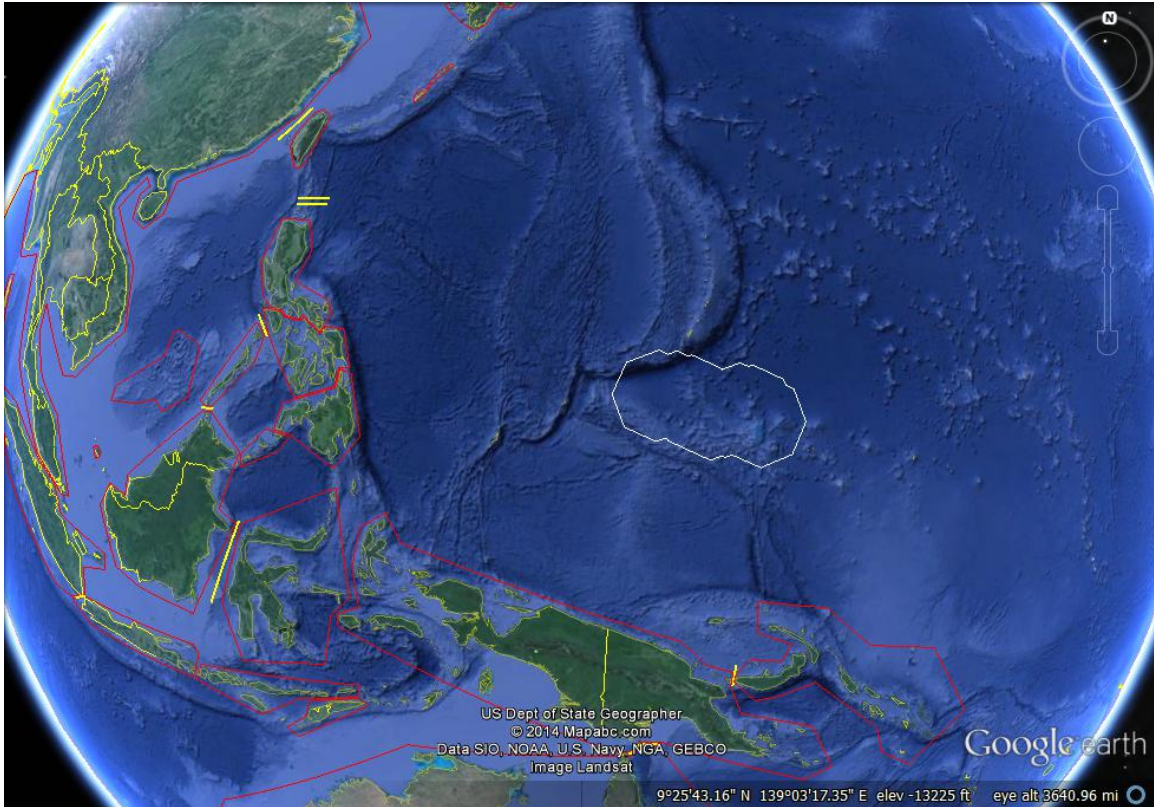 N
US Dept of State Geographer
© 2014 Mapabc.com
Data SIO, NOAA, U.S. Navy, NGA, GEBCO
Image Landsat
Google earth
9°25'43.16" N 139°03'17.35" E elev -13225 ft eye alt 3640.96 mi